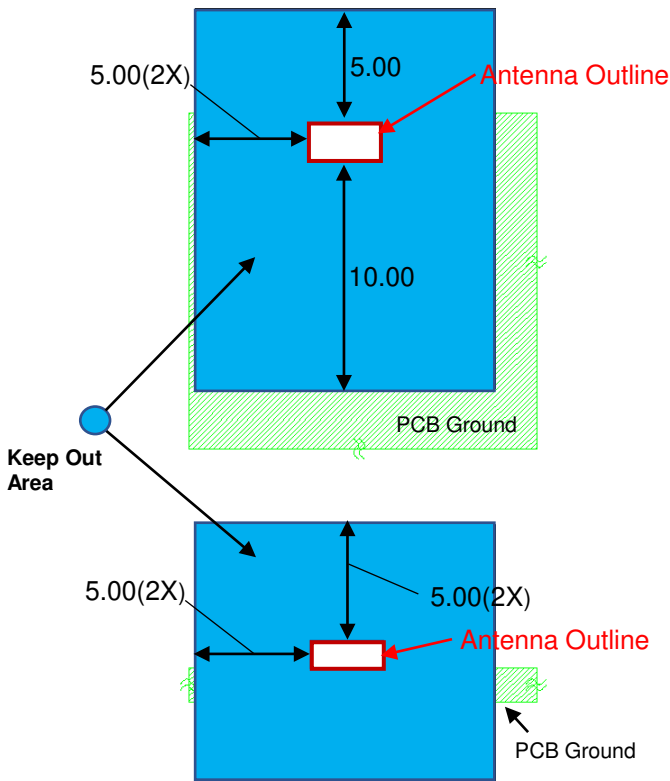 5.00(2X)
5.00
Antenna Outline
10.00
PCB Ground
Keep Out
Area
5.00(2X)
5.00(2X)
Antenna Outline
PCB Ground